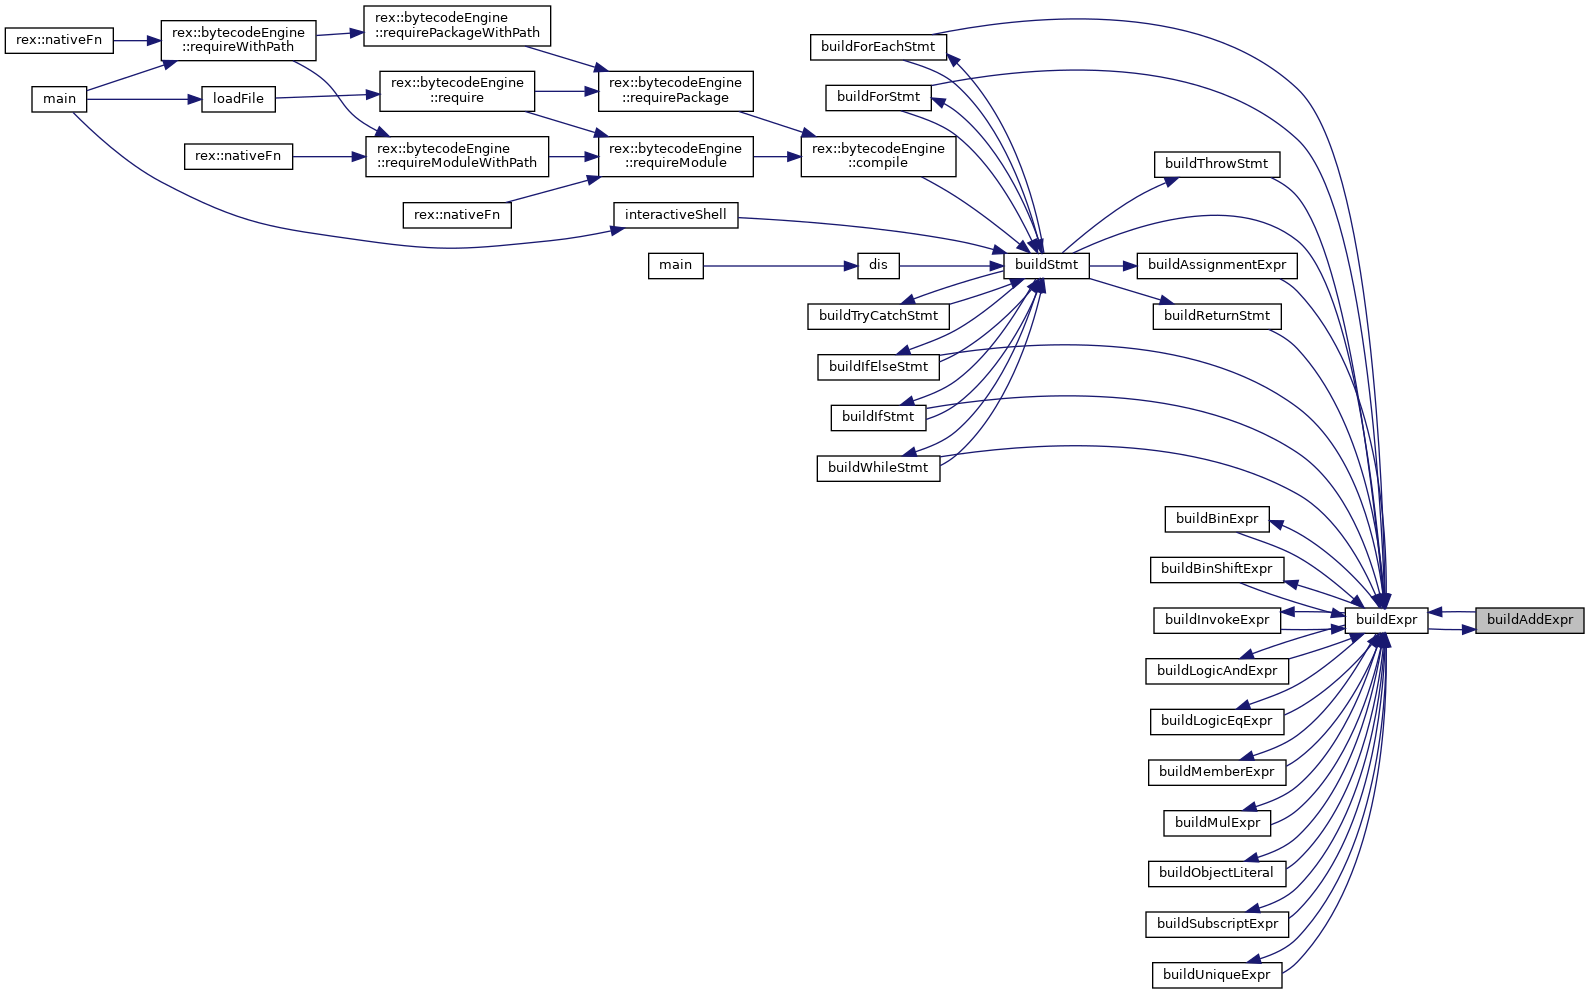 rex::nativeFn
rex::bytecodeEngine
::requireWithPath
rex::bytecodeEngine
::requirePackageWithPath
main
loadFile
rex::bytecodeEngine
::require
rex::bytecodeEngine
::requirePackage
rex::nativeFn
rex::bytecodeEngine
::requireModuleWithPath
rex::bytecodeEngine
::requireModule
rex::bytecodeEngine
::compile
rex::nativeFn
interactiveShell
main
dis
buildForEachStmt
buildForStmt
buildStmt
buildTryCatchStmt
buildIfElseStmt
buildIfStmt
buildWhileStmt
buildThrowStmt
buildAssignmentExpr
buildReturnStmt
buildBinExpr
buildBinShiftExpr
buildInvokeExpr
buildLogicAndExpr
buildLogicEqExpr
buildMemberExpr
buildMulExpr
buildObjectLiteral
buildSubscriptExpr
buildUniqueExpr
buildExpr
buildAddExpr